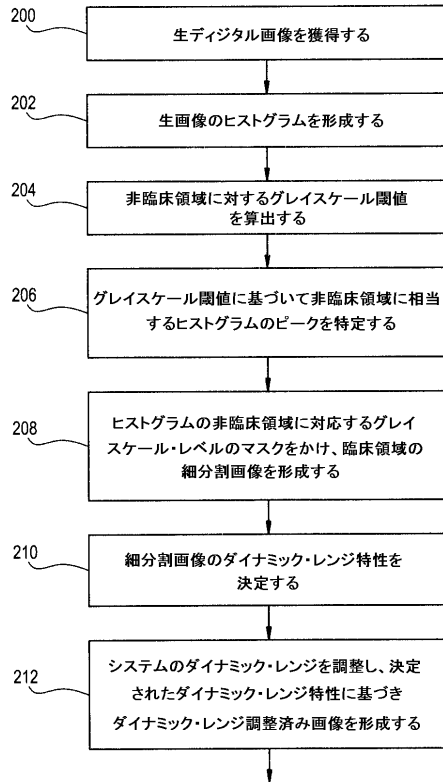 200
生ディジタル画像を獲得する
202
生画像のヒストグラムを形成する
204
非臨床領域に対するグレイスケール閾値
を算出する
206
グレイスケール閾値に基づいて非臨床領域に相当
するヒストグラムのピークを特定する
208
ヒストグラムの非臨床領域に対応するグレイ
スケール・レベルのマスクをかけ、臨床領域の
細分割画像を形成する
210
細分割画像のダイナミック・レンジ特性を
決定する
212
システムのダイナミック・レンジを調整し、決定
されたダイナミック・レンジ特性に基づき
ダイナミック・レンジ調整済み画像を形成する